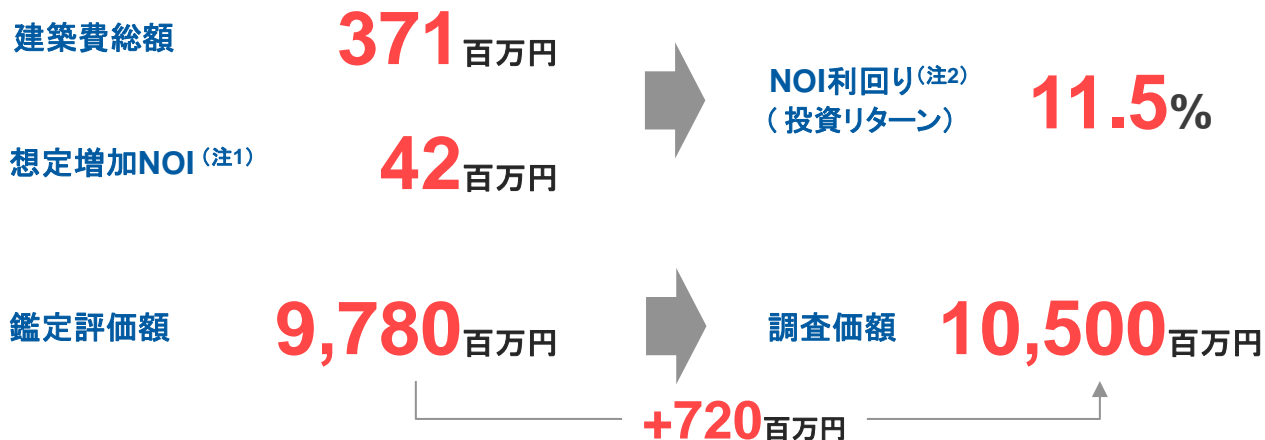 建築費総額 371百万円
NOI利回り(注2)
(投資リターン) 11.5%
想定増加NOI(注1) 42百万円
鑑定評価額 9,780百万円
調査価額 10,500百万円
+720百万円